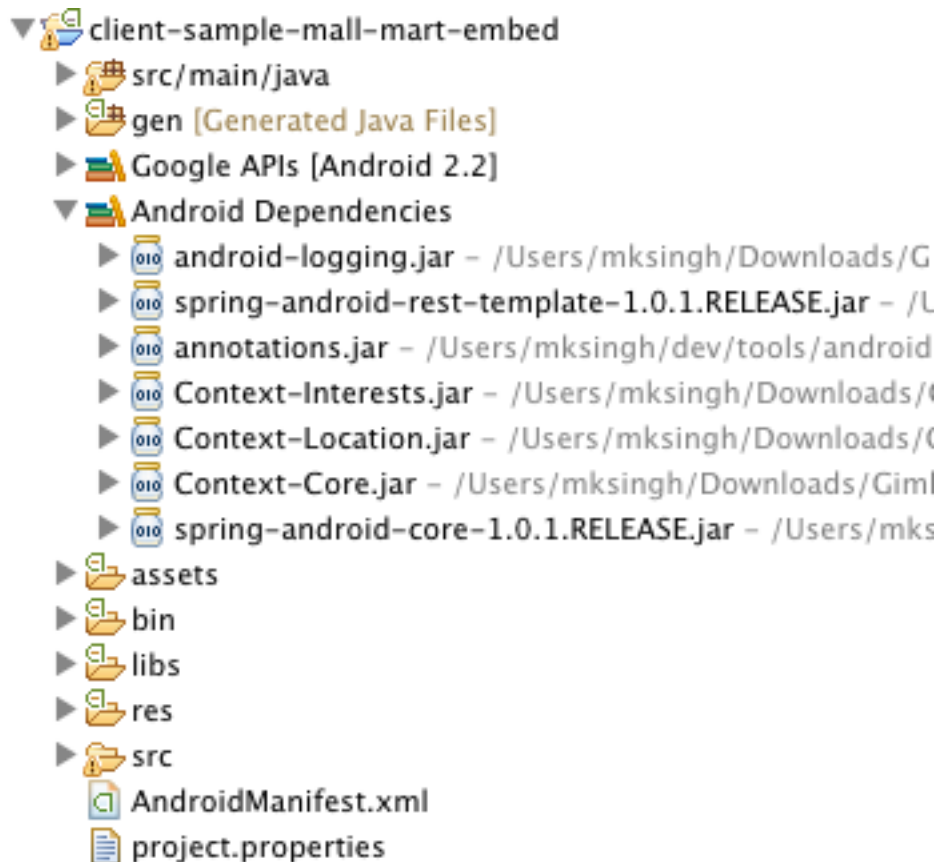 client-sample-mall-mart-embed
src/main/java
gen [Generated Java Files]
Google APIs [Android 2.2]
Android Dependencies
android-logging.jar – /Users/mksingh/Downloads/G
spring-android-rest-template-1.0.1.RELEASE.jar – /U
annotations.jar – /Users/mksingh/dev/tools/android
Context-Interests.jar – /Users/mksingh/Downloads/
Context-Location.jar – /Users/mksingh/Downloads/
Context-Core.jar – /Users/mksingh/Downloads/Giml
spring-android-core-1.0.1.RELEASE.jar – /Users/mks
assets
bin
libs
res
src
AndroidManifest.xml
project.properties